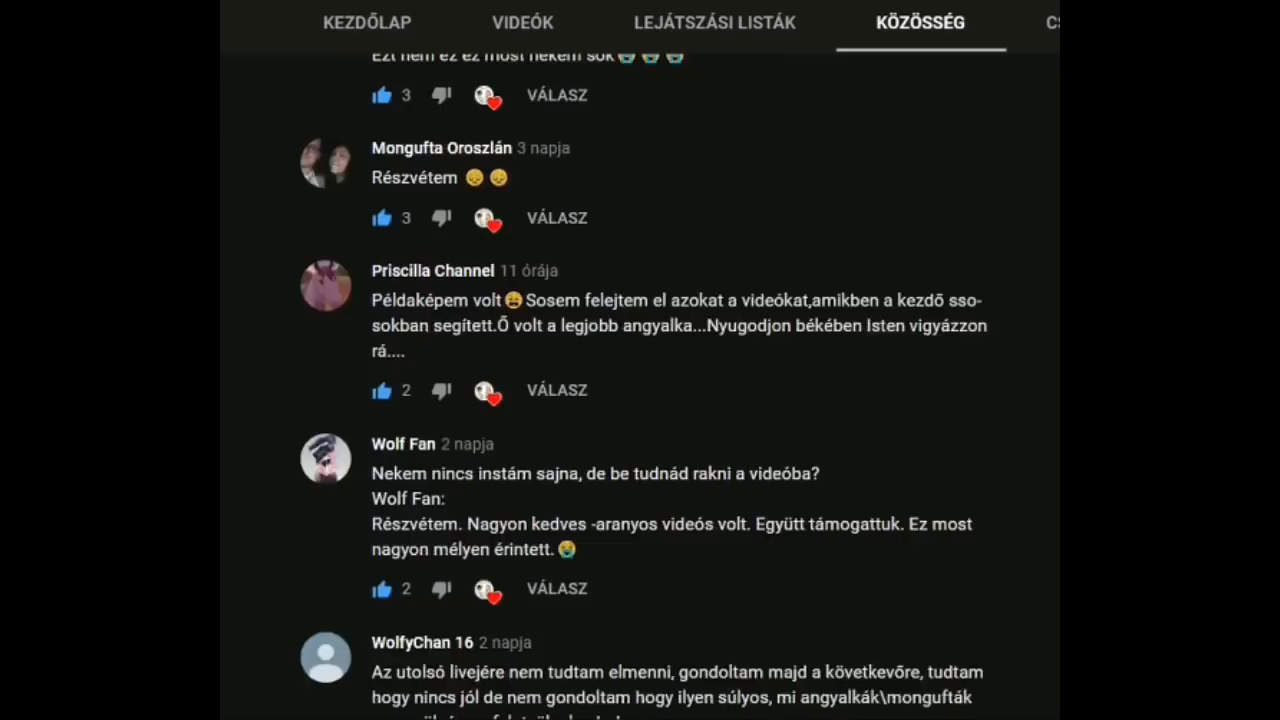 KEZDŐLAP VIDEÓK LEJÁTSZÁSI LISTÁK KÖZÖSSÉG CS
Ezt nem ez ez most nekem sok😭😭😭
3 VÁLASZ
Mongufta Oroszlán 3 napja
Részvétem 😞😞
3 VÁLASZ
Priscilla Channel 11 órája
Példaképem volt😩Sosem felejtem el azokat a videókat,amikben a kezdő sso-
sokban segített.Ő volt a legjobb angyalka...Nyugodjon békében Isten vigyázzon
rá....
2 VÁLASZ
Wolf Fan 2 napja
Nekem nincs instám sajna, de be tudnád rakni a videóba?
Wolf Fan:
Részvétem. Nagyon kedves -aranyos videós volt. Együtt támogattuk. Ez most
nagyon mélyen érintett.😭
2 VÁLASZ
WolfyChan 16 2 napja
Az utolsó livejére nem tudtam elmenni, gondoltam majd a következőre, tudtam
hogy nincs jól de nem gondoltam hogy ilyen súlyos, mi angyalkák\mongufták